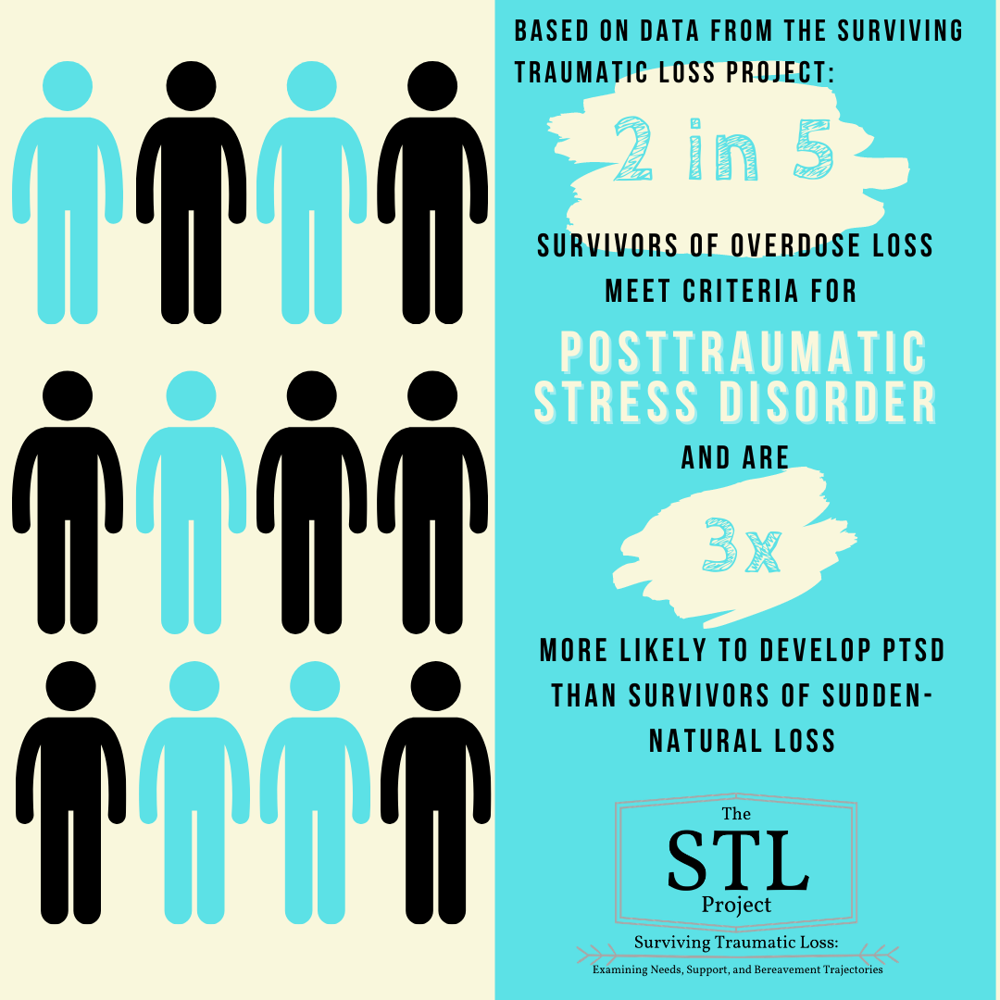 BASED ON DATA FROM THE SURVIVING
TRAUMATIC LOSS PROJECT:
2 in 5
SURVIVORS OF OVERDOSE LOSS
MEET CRITERIA FOR
POSTTRAUMATIC
STRESS DISORDER
AND ARE
3x
MORE LIKELY TO DEVELOP PTSD
THAN SURVIVORS OF SUDDEN-
NATURAL LOSS
The
STL
Project
Surviving Traumatic Loss:
Examining Needs, Support, and Bereavement Trajectories